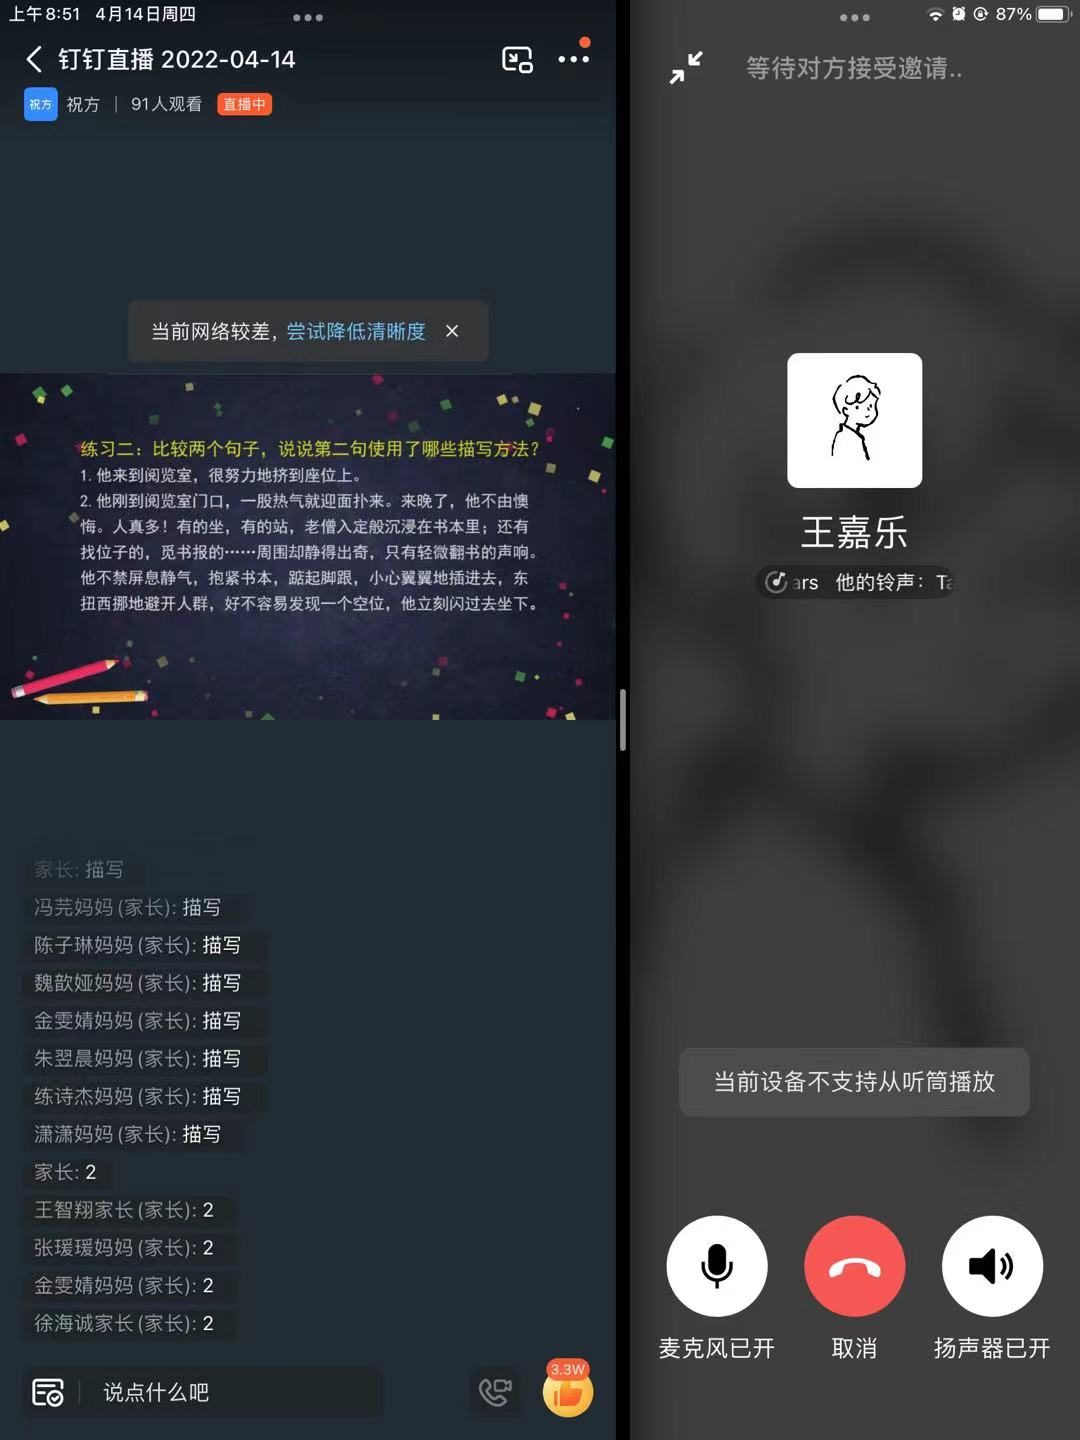 上午8:51 4月14日周四
87%
钉钉直播 2022-04-14
祝方 祝方 | 91人观看 直播中
当前网络较差，尝试降低清晰度 ×
练习二：比较两个句子，说说第二句使用了哪些描写方法？
1. 他来到阅览室，很努力地挤到座位上。
2. 他刚到阅览室门口，一股热气就迎面扑来。来晚了，他不由懊
悔。人真多！有的坐，有的站，老僧入定般沉浸在书本里；还有
找位子的，觅书报的……周围却静得出奇，只有轻微翻书的声响。
他不禁屏息静气，抱紧书本，踮起脚跟，小心翼翼地插进去，东
扭西挪地避开人群，好不容易发现一个空位，他立刻闪过去坐下。
家长: 描写
冯芫妈妈(家长): 描写
陈子琳妈妈(家长): 描写
魏歆娅妈妈(家长): 描写
金雯婧妈妈(家长): 描写
朱翌晨妈妈(家长): 描写
练诗杰妈妈(家长): 描写
潇潇妈妈(家长): 描写
家长: 2
王智翔家长(家长): 2
张瑗瑗妈妈(家长): 2
金雯婧妈妈(家长): 2
徐海诚家长(家长): 2
说点什么吧
3.3W
等待对方接受邀请..
王嘉乐
ars 他的铃声：Ta
当前设备不支持从听筒播放
麦克风已开 取消 扬声器已开